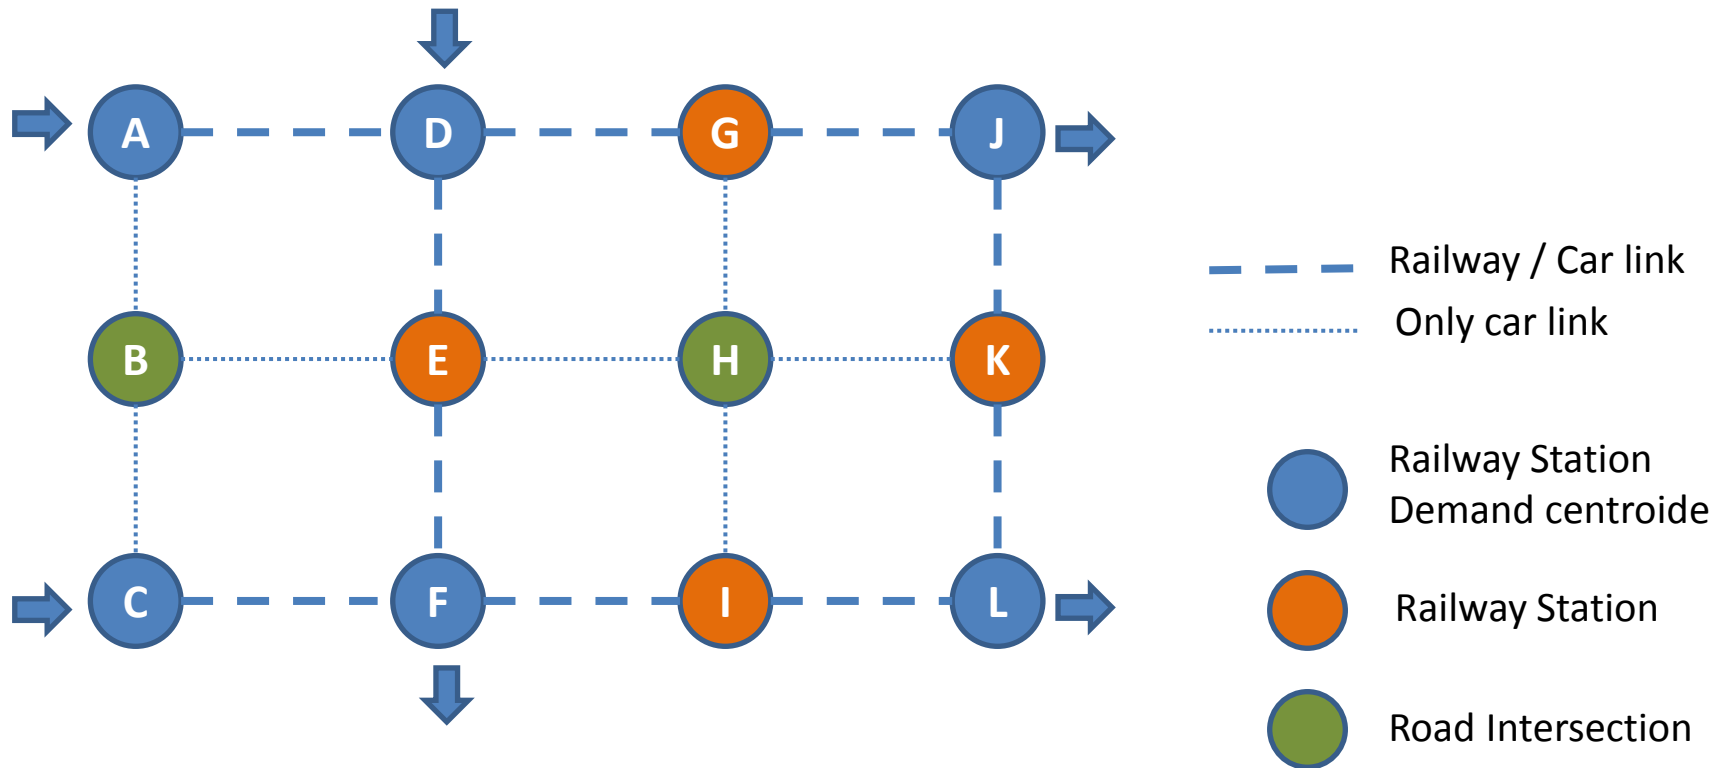 A
D
G
J
B
E
H
K
C
F
I
L
Railway / Car link
Only car link
Railway Station
Demand centroide
Railway Station
Road Intersection